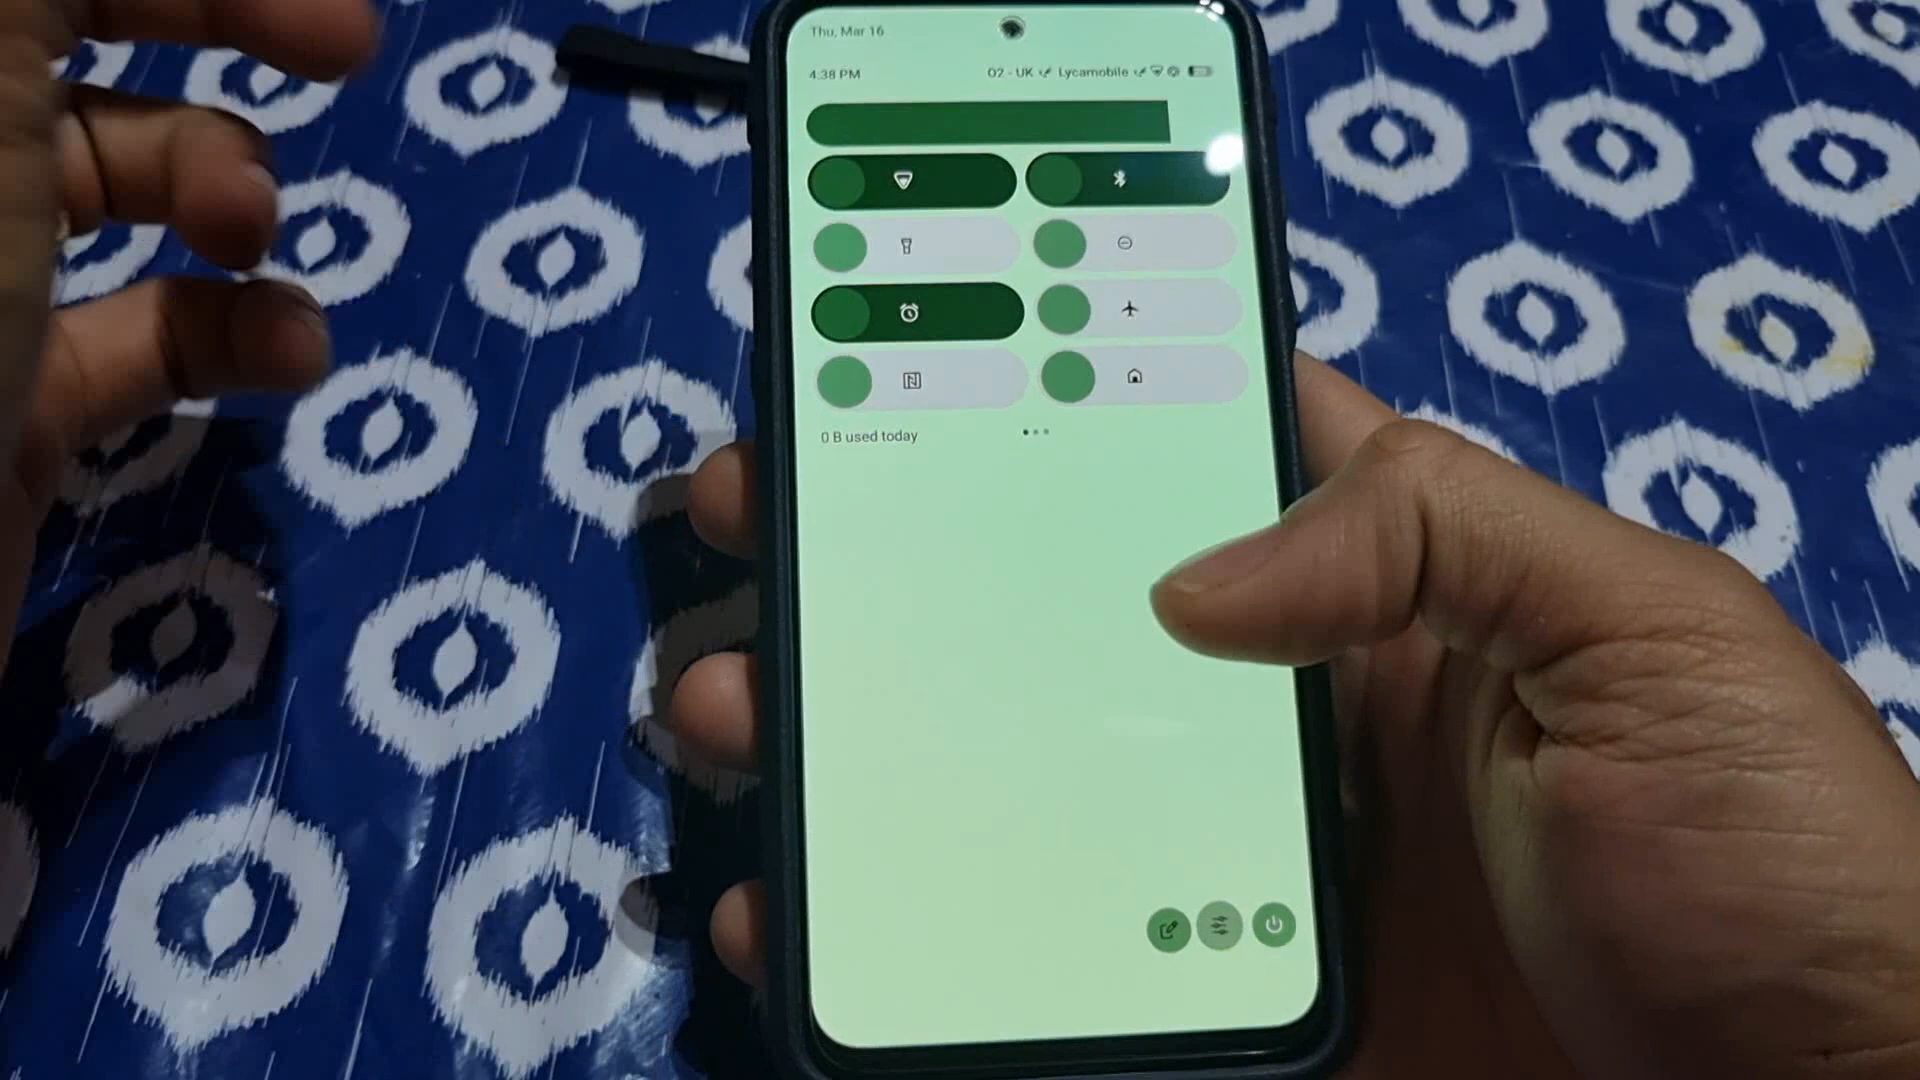 Thu, Mar 16
4:38 PM
O2 - UK Lycamobile
0 B used today